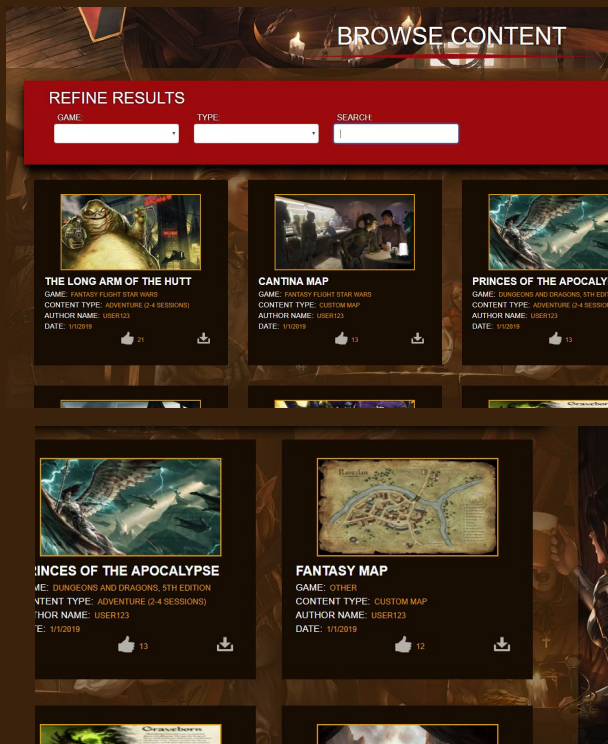 BROWSE CONTENT
REFINE RESULTS
GAME:
TYPE:
SEARCH:
THE LONG ARM OF THE HUTT
GAME: FANTASY FLIGHT STAR WARS
CONTENT TYPE: ADVENTURE (2-4 SESSIONS)
AUTHOR NAME: USER123
DATE: 1/1/2019
21
CANTINA MAP
GAME: FANTASY FLIGHT STAR WARS
CONTENT TYPE: CUSTOM MAP
AUTHOR NAME: USER123
DATE: 1/1/2019
13
PRINCES OF THE APOCALY
GAME: DUNGEONS AND DRAGONS, 5TH EDIT
CONTENT TYPE: ADVENTURE (2-4 SESSION
AUTHOR NAME: USER123
DATE: 1/1/2019
13
Graveborn
RINCES OF THE APOCALYPSE
ME: DUNGEONS AND DRAGONS, 5TH EDITION
NTENT TYPE: ADVENTURE (2-4 SESSIONS)
THOR NAME: USER123
TE: 1/1/2019
13
FANTASY MAP
GAME: OTHER
CONTENT TYPE: CUSTOM MAP
AUTHOR NAME: USER123
DATE: 1/1/2019
12
Graveborn